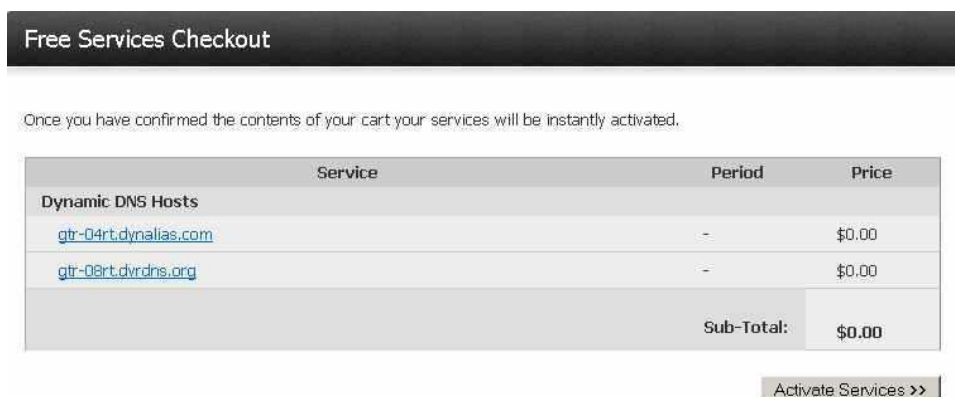 Free Services Checkout
Once you have confirmed the contents of your cart your services will be instantly activated.
Service Period Price
Dynamic DNS Hosts
gtr-04rt.dynalias.com - $0.00
gtr-08rt.dvrdns.org - $0.00
Sub-Total: $0.00
Activate Services >>